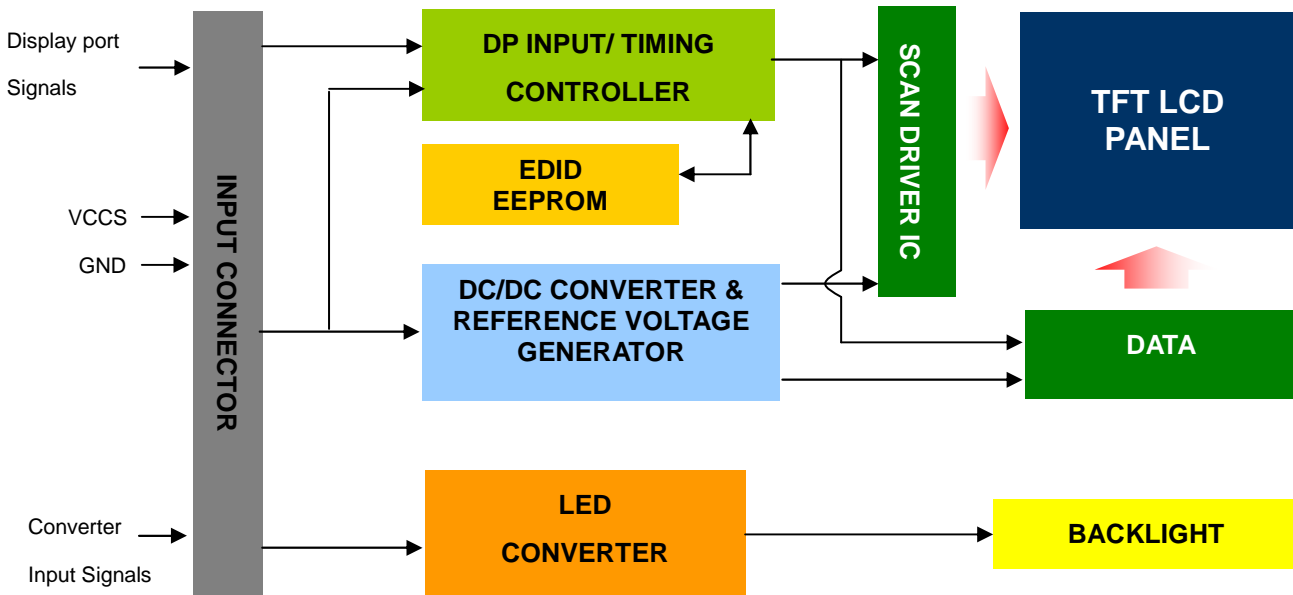 Display port
Signals
VCCS
GND
Converter
Input Signals
INPUT CONNECTOR
DP INPUT/ TIMING
CONTROLLER
EDID
EEPROM
DC/DC CONVERTER &
REFERENCE VOLTAGE
GENERATOR
LED
CONVERTER
SCAN DRIVER IC
TFT LCD
PANEL
DATA
BACKLIGHT